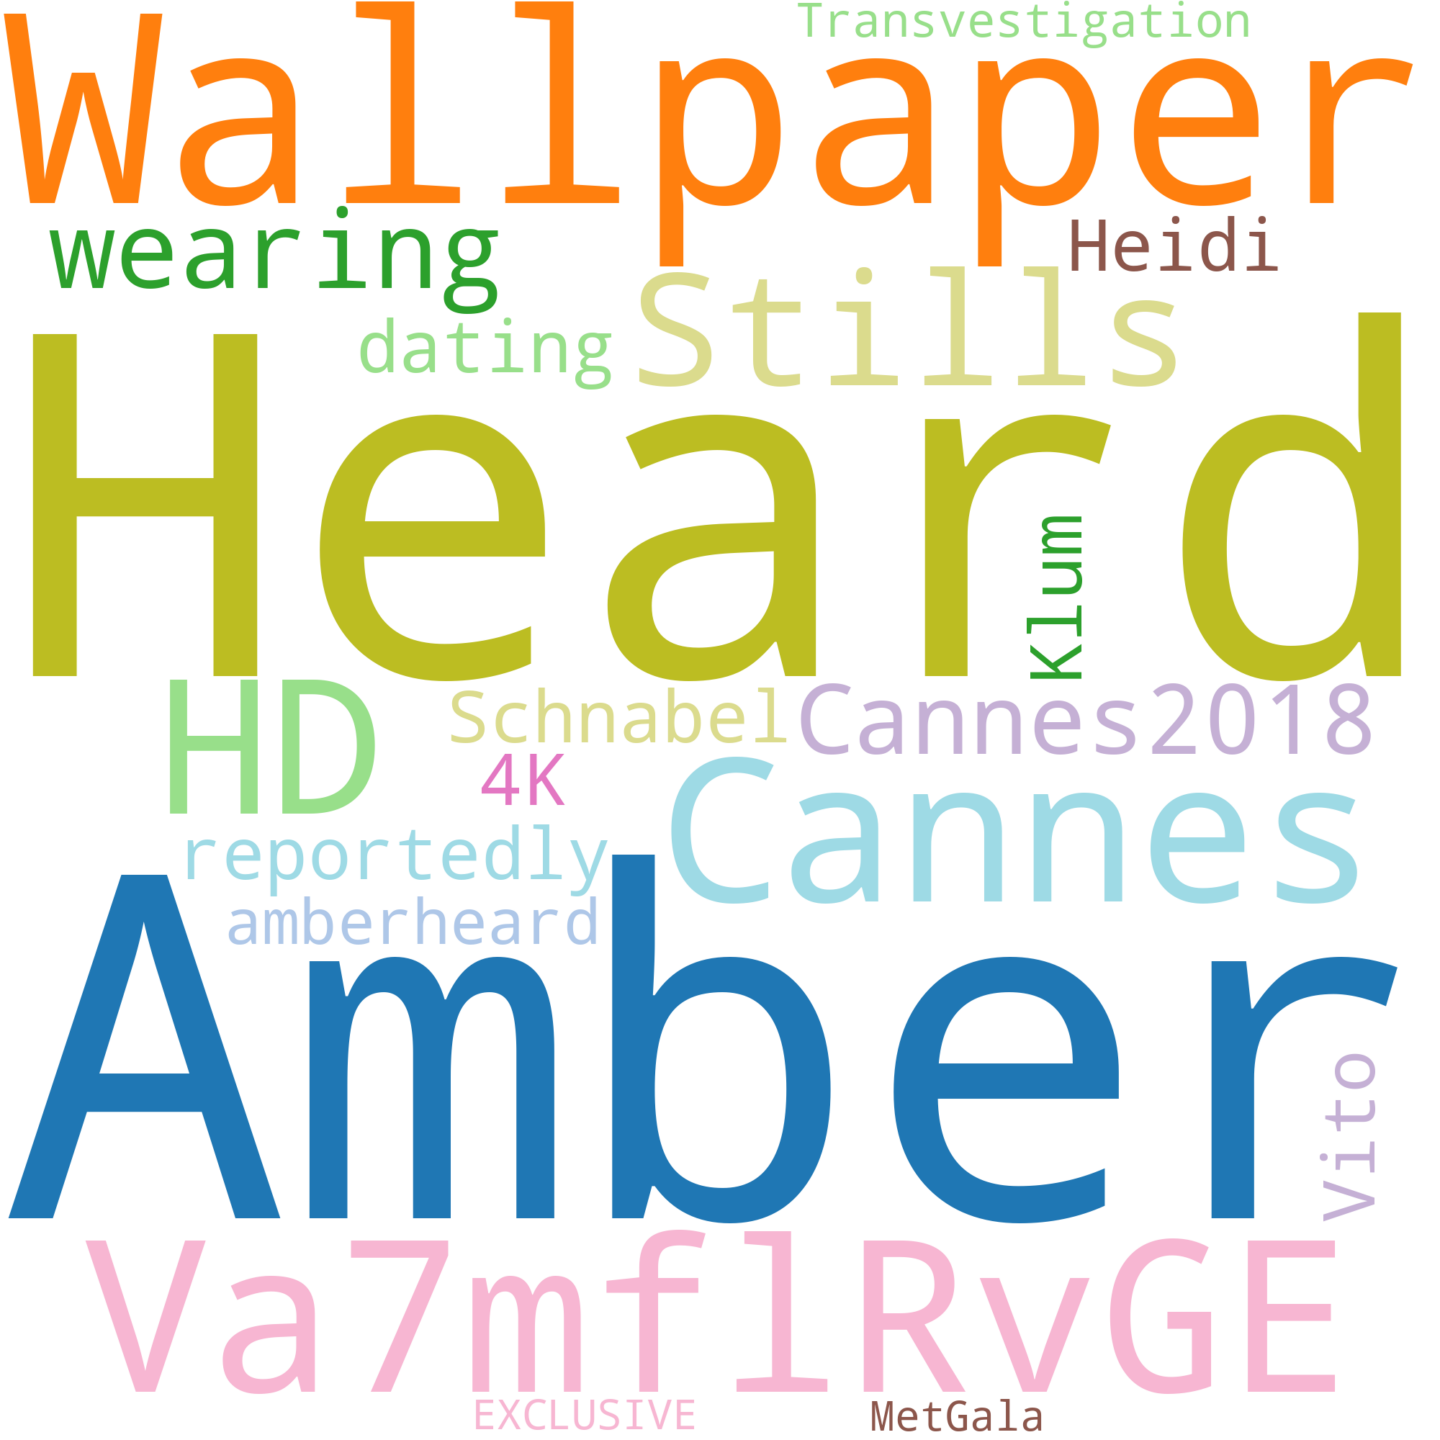 Transvestigation
Wallpaper
wearing
Heidi
Stills
dating
Heard
Klum
HD
Schnabel
Cannes2018
4K
Cannes
reportedly
amberheard
Amber
Vito
Va7mflRvGE
EXCLUSIVE
MetGala